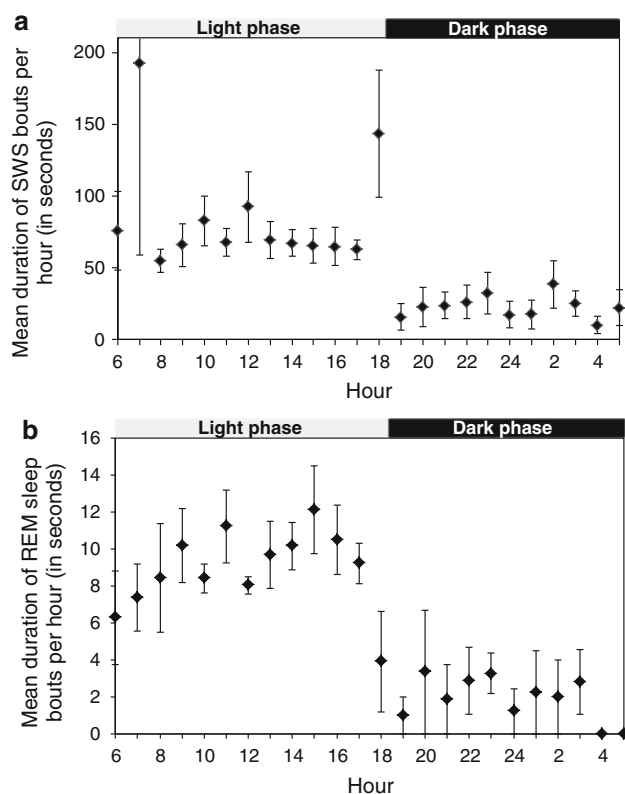 a
Light phase Dark phase
Mean duration of SWS bouts per
hour (in seconds)
200
150
100
50
0
6 8 10 12 14 16 18 20 22 24 2 4
Hour
b
Light phase Dark phase
Mean duration of REM sleep
bouts per hour (in seconds)
16
14
12
10
8
6
4
2
0
6 8 10 12 14 16 18 20 22 24 2 4
Hour